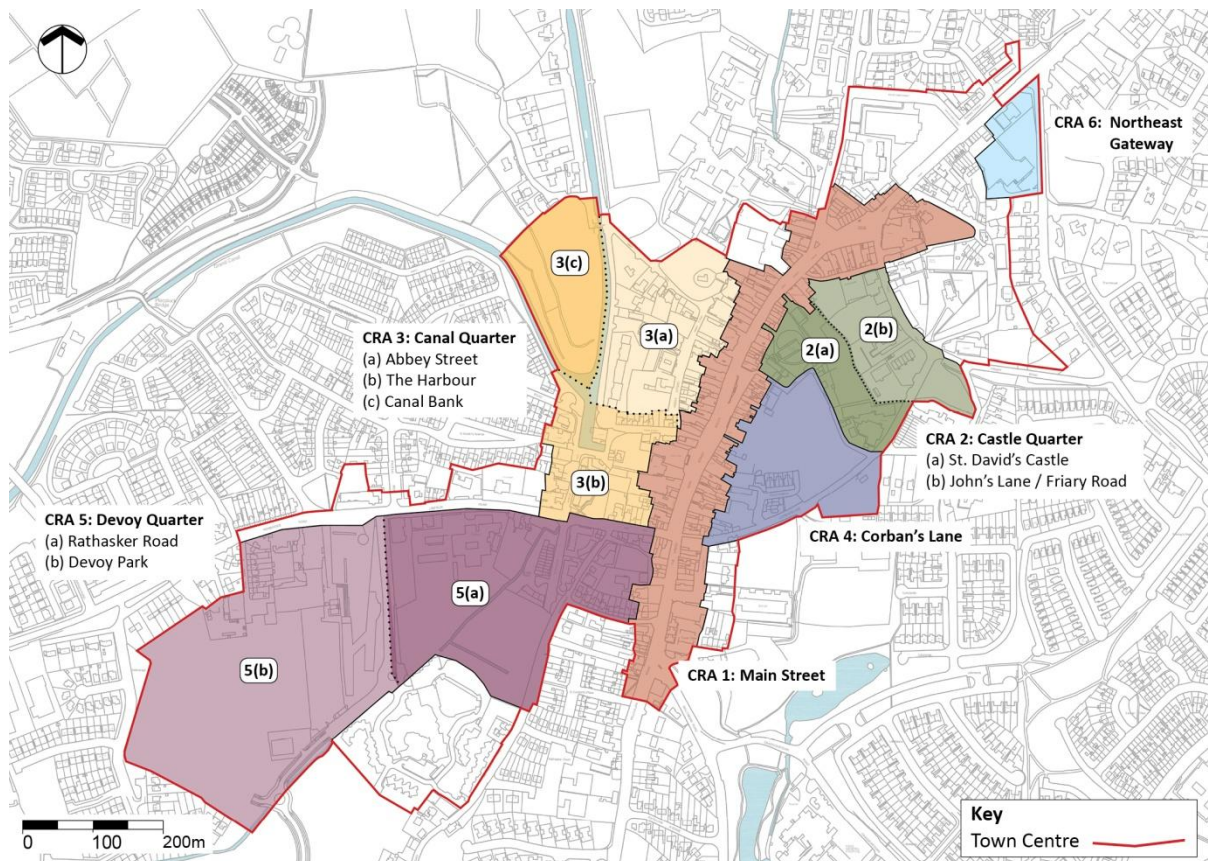 CRA 6: Northeast
Gateway
3(c)
3(a)
2(b)
2(a)
CRA 3: Canal Quarter
(a) Abbey Street
(b) The Harbour
(c) Canal Bank
3(b)
CRA 2: Castle Quarter
(a) St. David's Castle
(b) John's Lane / Friary Road
CRA 5: Devoy Quarter
(a) Rathasker Road
(b) Devoy Park
CRA 4: Corban's Lane
5(a)
5(b)
CRA 1: Main Street
Key
Town Centre
0 100 200m